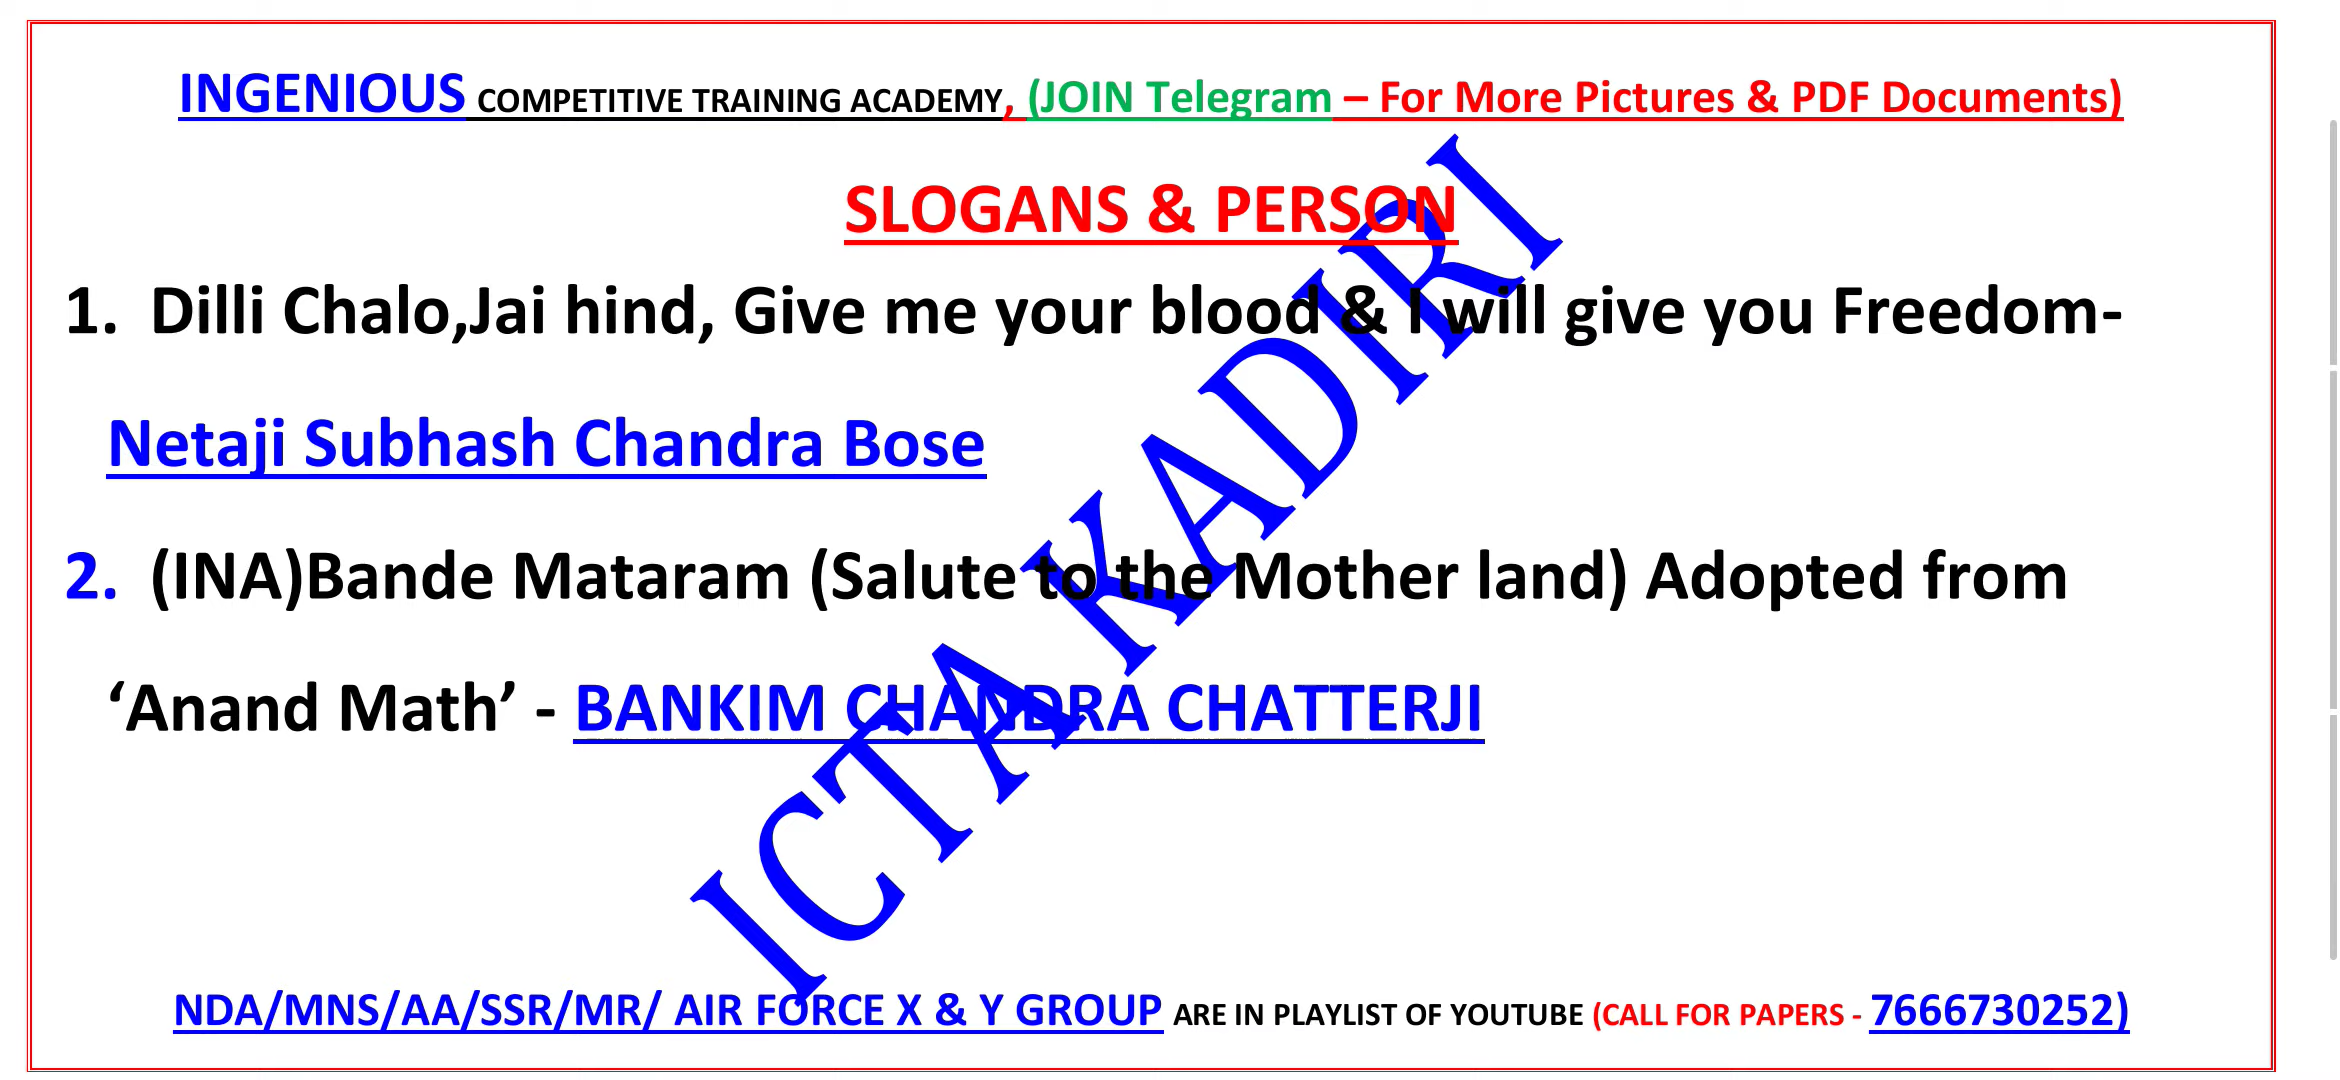 INGENIOUS COMPETITIVE TRAINING ACADEMY, (JOIN Telegram – For More Pictures & PDF Documents)
SLOGANS & PERSON
1. Dilli Chalo,Jai hind, Give me your blood & I will give you Freedom-
Netaji Subhash Chandra Bose
2. (INA)Bande Mataram (Salute to the Mother land) Adopted from
‘Anand Math’ - BANKIM CHANDRA CHATTERJI
ICTA KADIRI
NDA/MNS/AA/SSR/MR/ AIR FORCE X & Y GROUP ARE IN PLAYLIST OF YOUTUBE (CALL FOR PAPERS - 7666730252)